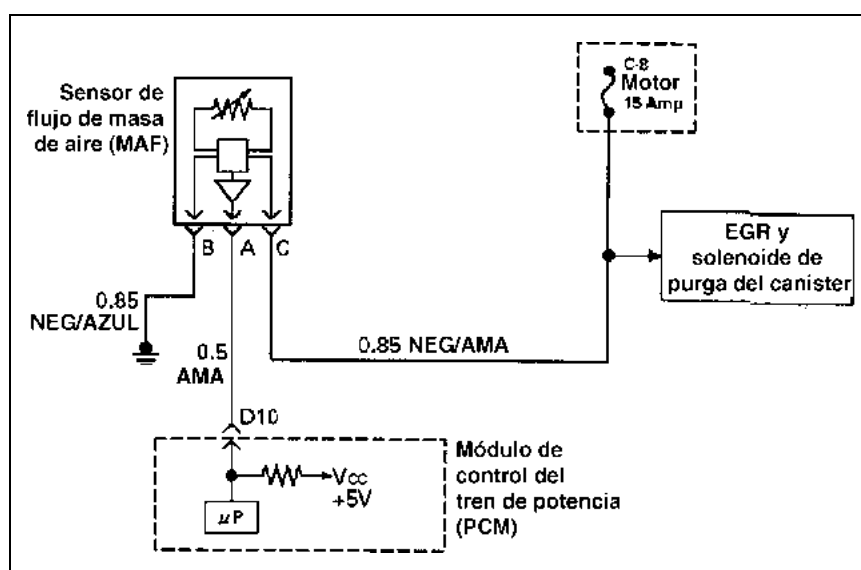 Sensor de
flujo de masa
de aire (MAF)
C-8
Motor
15 Amp
B
A
C
EGR y
solenoide de
purga del canister
0.85
NEG/AZUL
0.5
AMA
0.85 NEG/AMA
D10
Vcc
+5V
µP
Módulo de
control del
tren de potencia
(PCM)